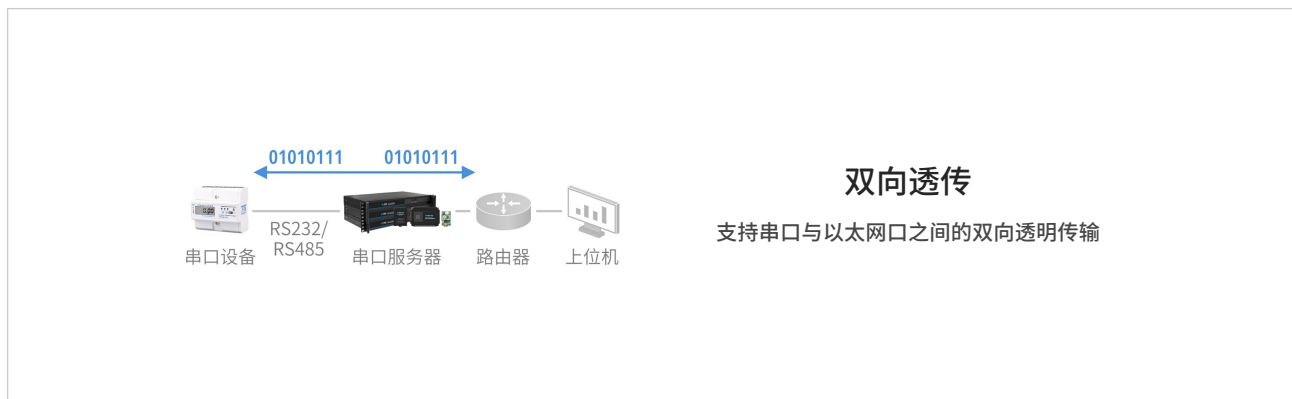 01010111 01010111
RS232/
RS485
串口设备 串口服务器 路由器 上位机
双向透传
支持串口与以太网口之间的双向透明传输